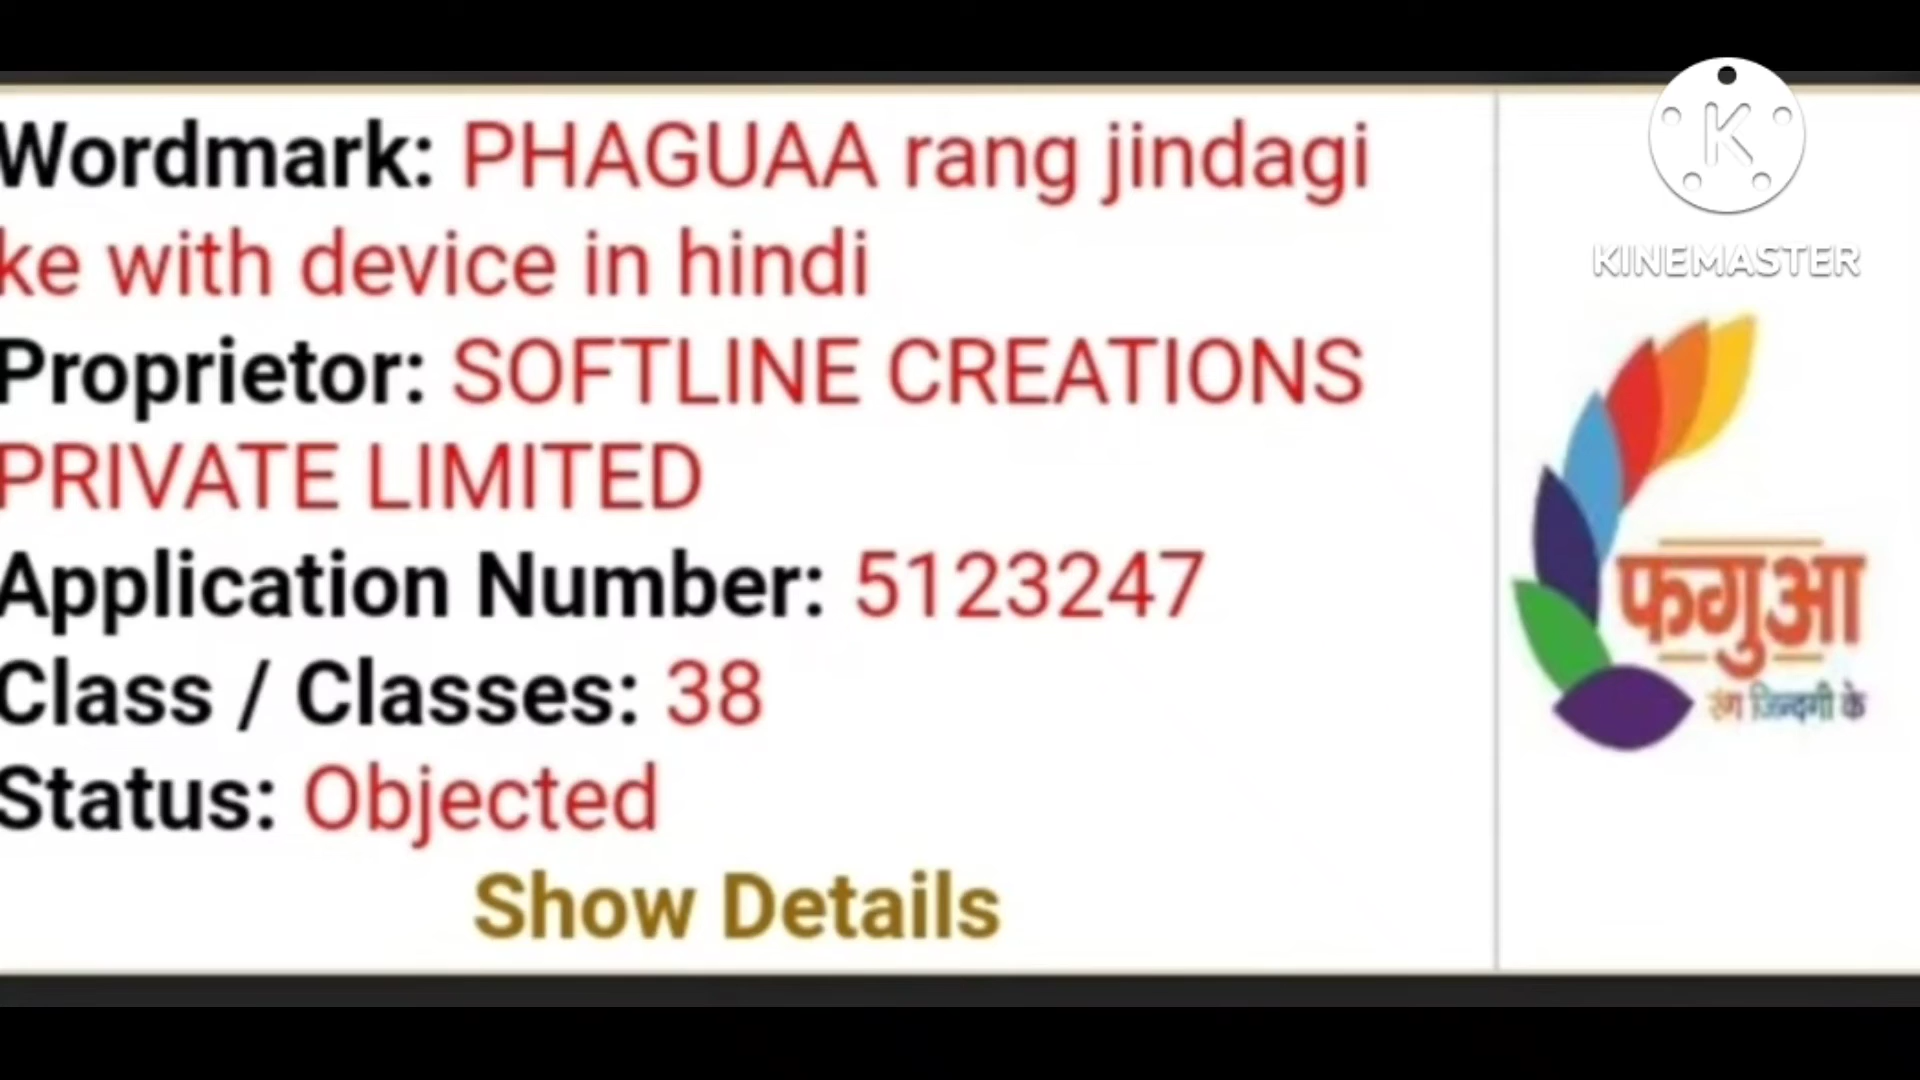 Wordmark: PHAGUAA rang jindagi
ke with device in hindi
Proprietor: SOFTLINE CREATIONS
PRIVATE LIMITED
Application Number: 5123247
Class / Classes: 38
Status: Objected
Show Details
K
KINEMASTER
फगुआ
रंग जिन्दगी के